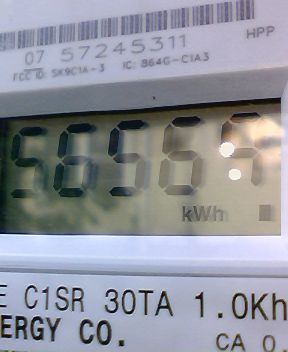 07 57245311
HPP
FCC ID: SK9C1A-3 IC: 864G-C1A3
56569
kWh
E C1SR 30TA 1.0Kh
ERGY CO. CA 0.